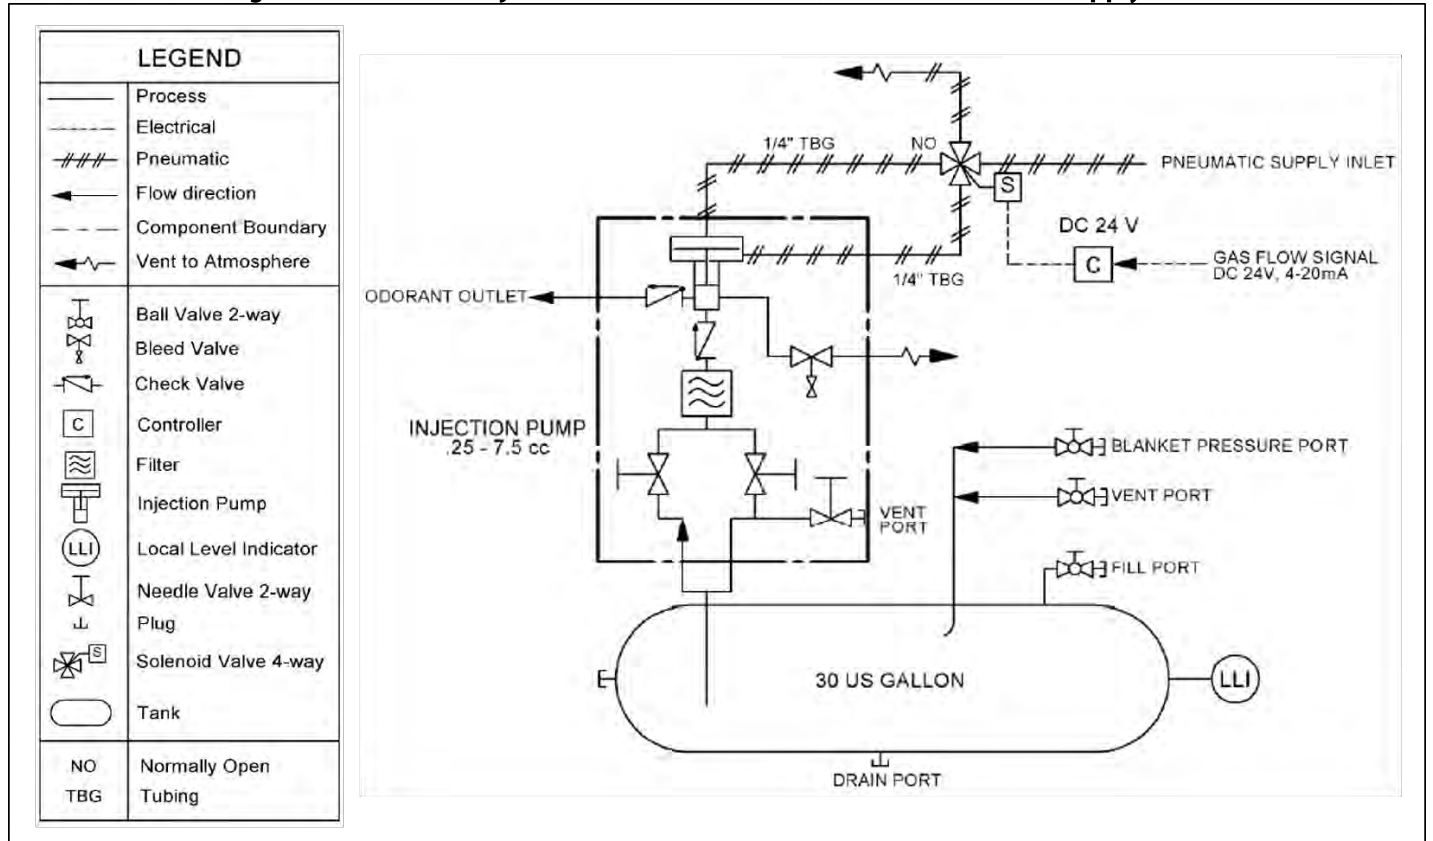 LEGEND
Process
Electrical
Pneumatic
Flow direction
Component Boundary
Vent to Atmosphere
Ball Valve 2-way
Bleed Valve
Check Valve
C Controller
Filter
Injection Pump
LLI Local Level Indicator
Needle Valve 2-way
Plug
S Solenoid Valve 4-way
Tank
NO Normally Open
TBG Tubing
1/4" TBG
NO
PNEUMATIC SUPPLY INLET
S
DC 24 V
C
GAS FLOW SIGNAL
DC 24V, 4-20mA
1/4" TBG
ODORANT OUTLET
INJECTION PUMP
.25 - 7.5 cc
BLANKET PRESSURE PORT
VENT PORT
VENT
PORT
FILL PORT
30 US GALLON
LLI
DRAIN PORT